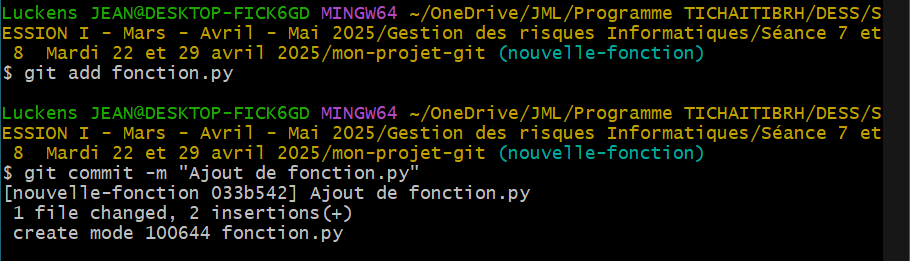 Luckens JEAN@DESKTOP-FICK6GD MINGW64 ~/OneDrive/JML/Programme TICHAITIBRH/DESS/S
ESSION I - Mars - Avril - Mai 2025/Gestion des risques Informatiques/Séance 7 et
 8  Mardi 22 et 29 avril 2025/mon-projet-git (nouvelle-fonction)
$ git add fonction.py

Luckens JEAN@DESKTOP-FICK6GD MINGW64 ~/OneDrive/JML/Programme TICHAITIBRH/DESS/S
ESSION I - Mars - Avril - Mai 2025/Gestion des risques Informatiques/Séance 7 et
 8  Mardi 22 et 29 avril 2025/mon-projet-git (nouvelle-fonction)
$ git commit -m "Ajout de fonction.py"
[nouvelle-fonction 033b542] Ajout de fonction.py
 1 file changed, 2 insertions(+)
 create mode 100644 fonction.py